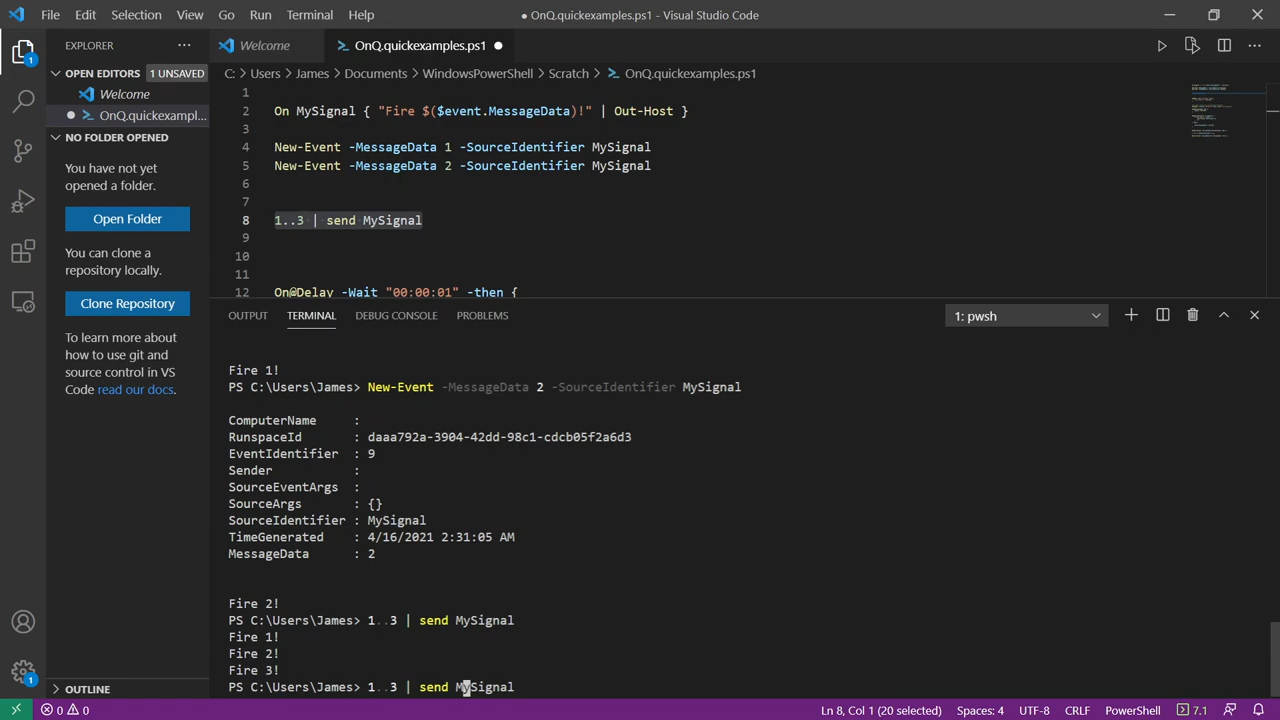 File Edit Selection View Go Run Terminal Help
● OnQ.quickexamples.ps1 - Visual Studio Code
EXPLORER
OPEN EDITORS 1 UNSAVED
Welcome
OnQ.quickexampl...
NO FOLDER OPENED
You have not yet
opened a folder.
Open Folder
You can clone a
repository locally.
Clone Repository
To learn more about
how to use git and
source control in VS
Code read our docs.
OUTLINE
1
1
Welcome
OnQ.quickexamples.ps1
C: > Users > James > Documents > WindowsPowerShell > Scratch > OnQ.quickexamples.ps1
1
2 On MySignal { "Fire $($event.MessageData)!" | Out-Host }
3
4 New-Event -MessageData 1 -SourceIdentifier MySignal
5 New-Event -MessageData 2 -SourceIdentifier MySignal
6
7
8 1..3 | send MySignal
9
10
11
12 On@Delay -Wait "00:00:01" -then {
OUTPUT TERMINAL DEBUG CONSOLE PROBLEMS
1: pwsh
Fire 1!
PS C:\Users\James> New-Event -MessageData 2 -SourceIdentifier MySignal
ComputerName :
RunspaceId : daaa792a-3904-42dd-98c1-cdcb05f2a6d3
EventIdentifier : 9
Sender :
SourceEventArgs :
SourceArgs : {}
SourceIdentifier : MySignal
TimeGenerated : 4/16/2021 2:31:05 AM
MessageData : 2
Fire 2!
PS C:\Users\James> 1..3 | send MySignal
Fire 1!
Fire 2!
Fire 3!
PS C:\Users\James> 1..3 | send MySignal
0 0
Ln 8, Col 1 (20 selected) Spaces: 4 UTF-8 CRLF PowerShell 7.1